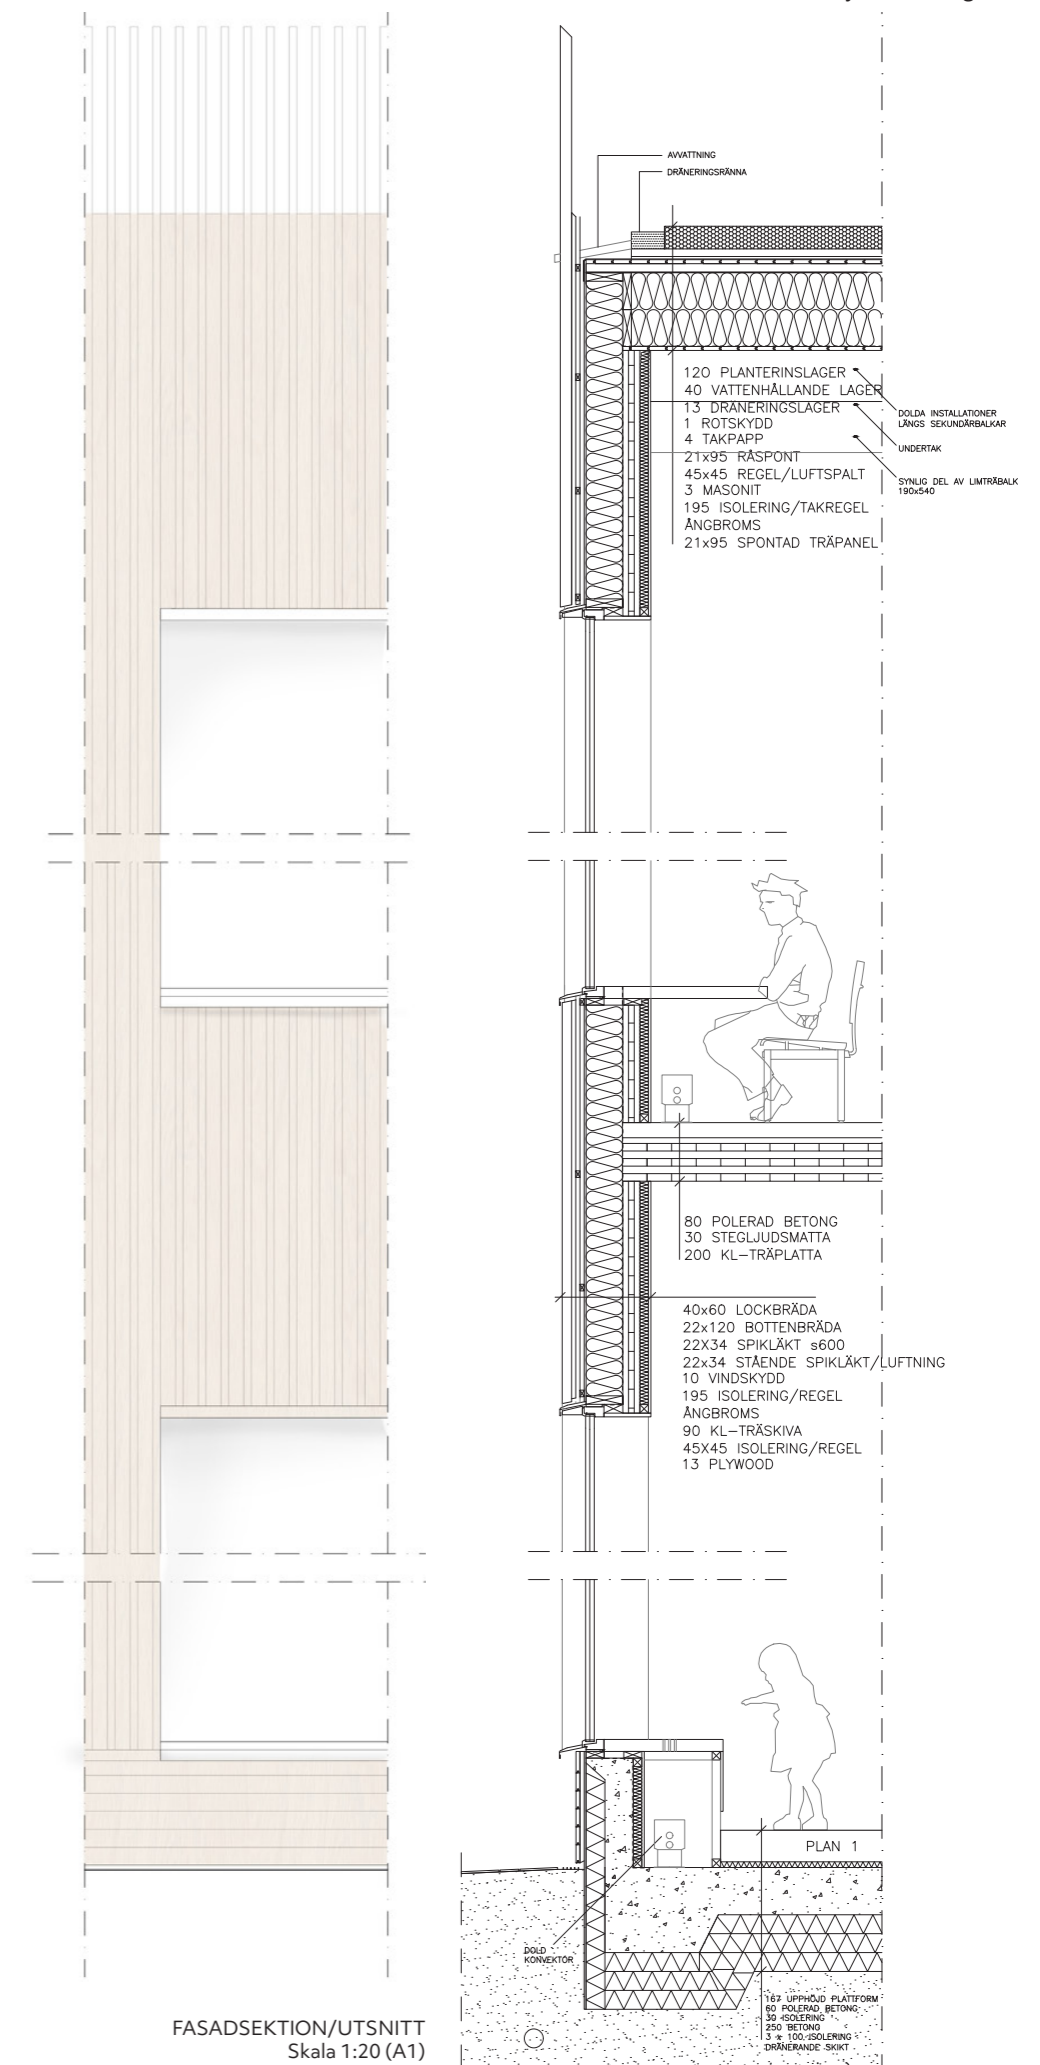 AVVATTNING
DRÄNERINGSRÄNNA
120 PLANTERINSLAGER
40 VATTENHÅLLANDE LAGER
13 DRÄNERINGSLAGER
1 ROTSKYDD
4 TAKPAPP
21x95 RÅSPONT
45x45 REGEL/LUFTSPALT
3 MASONIT
195 ISOLERING/TAKREGEL
ÅNGBROMS
21x95 SPONTAD TRÄPANEL
DOLDA INSTALLATIONER
LÄNGS SEKUNDÄRBALKAR
UNDERTAK
SYNLIG DEL AV LIMTRÄBALK
190x540
80 POLERAD BETONG
30 STEGLJUDSMATTA
200 KL-TRÄPLATTA
40x60 LOCKBRÄDA
22x120 BOTTENBRÄDA
22X34 SPIKLÄKT s600
22x34 STÅENDE SPIKLÄKT/LUFTNING
10 VINDSKYDD
195 ISOLERING/REGEL
ÅNGBROMS
90 KL-TRÄSKIVA
45X45 ISOLERING/REGEL
13 PLYWOOD
PLAN 1
DOLD
KONVEKTOR
167 UPPHÖJD PLATTFORM
60 POLERAD BETONG
30 ISOLERING
250 BETONG
3 x 100 ISOLERING
DRÄNERANDE SKIKT
FASADSEKTION/UTSNITT
Skala 1:20 (A1)